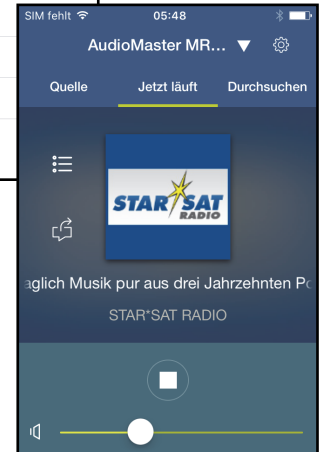 SIM fehlt 05:48
AudioMaster MR...
Quelle Jetzt läuft Durchsuchen
STAR SAT
RADIO
aglich Musik pur aus drei Jahrzehnten Po
STAR*SAT RADIO